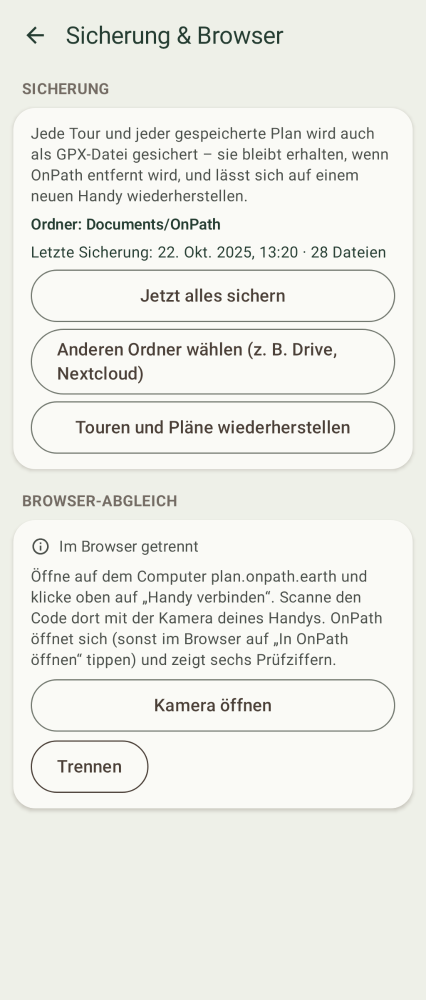 Sicherung & Browser
SICHERUNG
Jede Tour und jeder gespeicherte Plan wird auch
als GPX-Datei gesichert – sie bleibt erhalten, wenn
OnPath entfernt wird, und lässt sich auf einem
neuen Handy wiederherstellen.
Ordner: Documents/OnPath
Letzte Sicherung: 22. Okt. 2025, 13:20 · 28 Dateien
Jetzt alles sichern
Anderen Ordner wählen (z. B. Drive,
Nextcloud)
Touren und Pläne wiederherstellen
BROWSER-ABGLEICH
Im Browser getrennt
Öffne auf dem Computer plan.onpath.earth und
klicke oben auf „Handy verbinden“. Scanne den
Code dort mit der Kamera deines Handys. OnPath
öffnet sich (sonst im Browser auf „In OnPath
öffnen“ tippen) und zeigt sechs Prüfziffern.
Kamera öffnen
Trennen